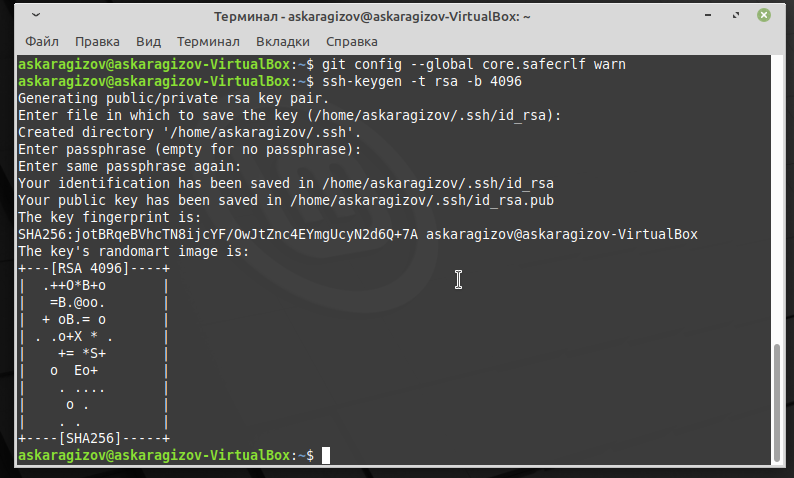 Терминал - askaragizov@askaragizov-VirtualBox: ~
Файл Правка Вид Терминал Вкладки Справка
askaragizov@askaragizov-VirtualBox:~$ git config --global core.safecrlf warn
askaragizov@askaragizov-VirtualBox:~$ ssh-keygen -t rsa -b 4096
Generating public/private rsa key pair.
Enter file in which to save the key (/home/askaragizov/.ssh/id_rsa):
Created directory '/home/askaragizov/.ssh'.
Enter passphrase (empty for no passphrase):
Enter same passphrase again:
Your identification has been saved in /home/askaragizov/.ssh/id_rsa
Your public key has been saved in /home/askaragizov/.ssh/id_rsa.pub
The key fingerprint is:
SHA256:jotBRqeBVhcTN8ijcYF/OwJtZnc4EYmgUcyN2d6Q+7A askaragizov@askaragizov-VirtualBox
The key's randomart image is:
+---[RSA 4096]----+
|  .++O*B+o       |
|   =B.@oo.       |
|  + oB.= o       |
| . .o+X * .      |
|    += *S+       |
|   o  Eo+        |
|    . ....       |
|     o .         |
|    . .          |
+----[SHA256]-----+
askaragizov@askaragizov-VirtualBox:~$